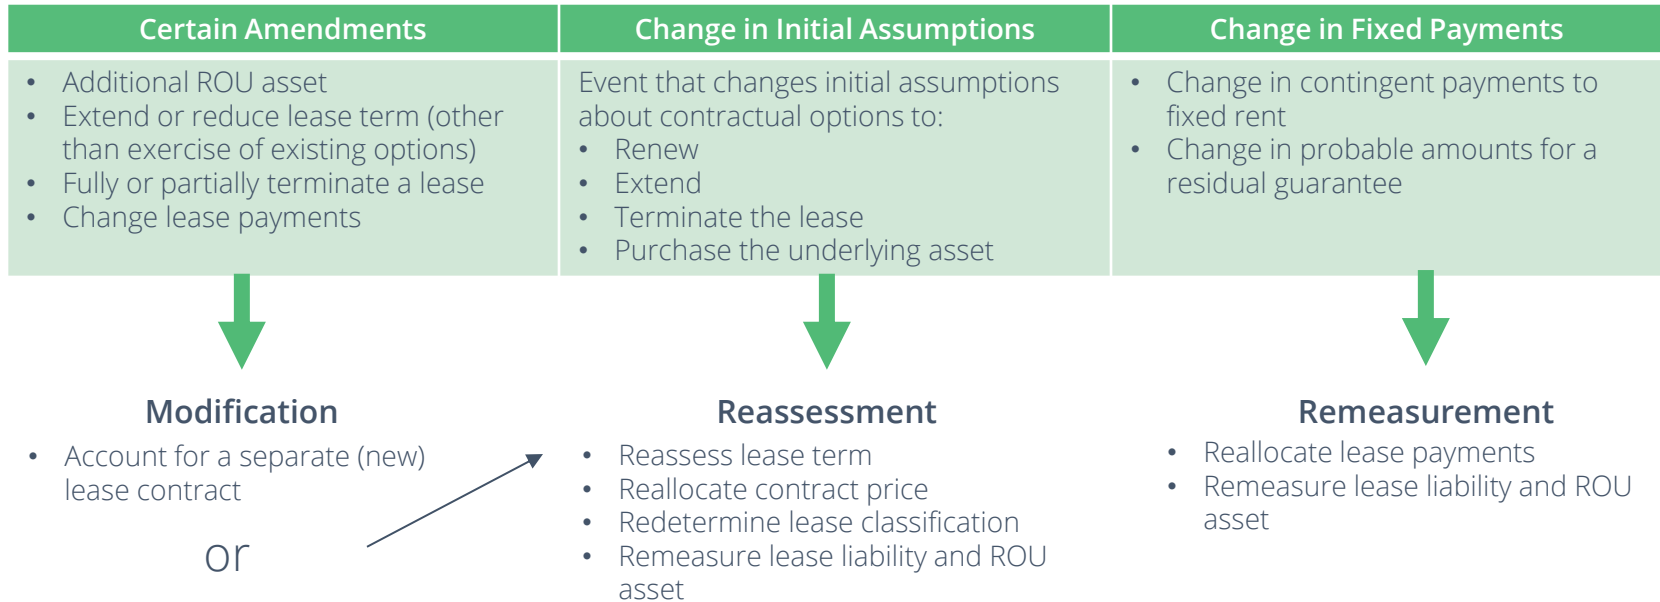 Certain Amendments
• Additional ROU asset
• Extend or reduce lease term (other
than exercise of existing options)
• Fully or partially terminate a lease
• Change lease payments
Change in Initial Assumptions
Event that changes initial assumptions
about contractual options to:
• Renew
• Extend
• Terminate the lease
• Purchase the underlying asset
Change in Fixed Payments
• Change in contingent payments to
fixed rent
• Change in probable amounts for a
residual guarantee
Modification
• Account for a separate (new)
lease contract
or
Reassessment
• Reassess lease term
• Reallocate contract price
• Redetermine lease classification
• Remeasure lease liability and ROU
asset
Remeasurement
• Reallocate lease payments
• Remeasure lease liability and ROU
asset